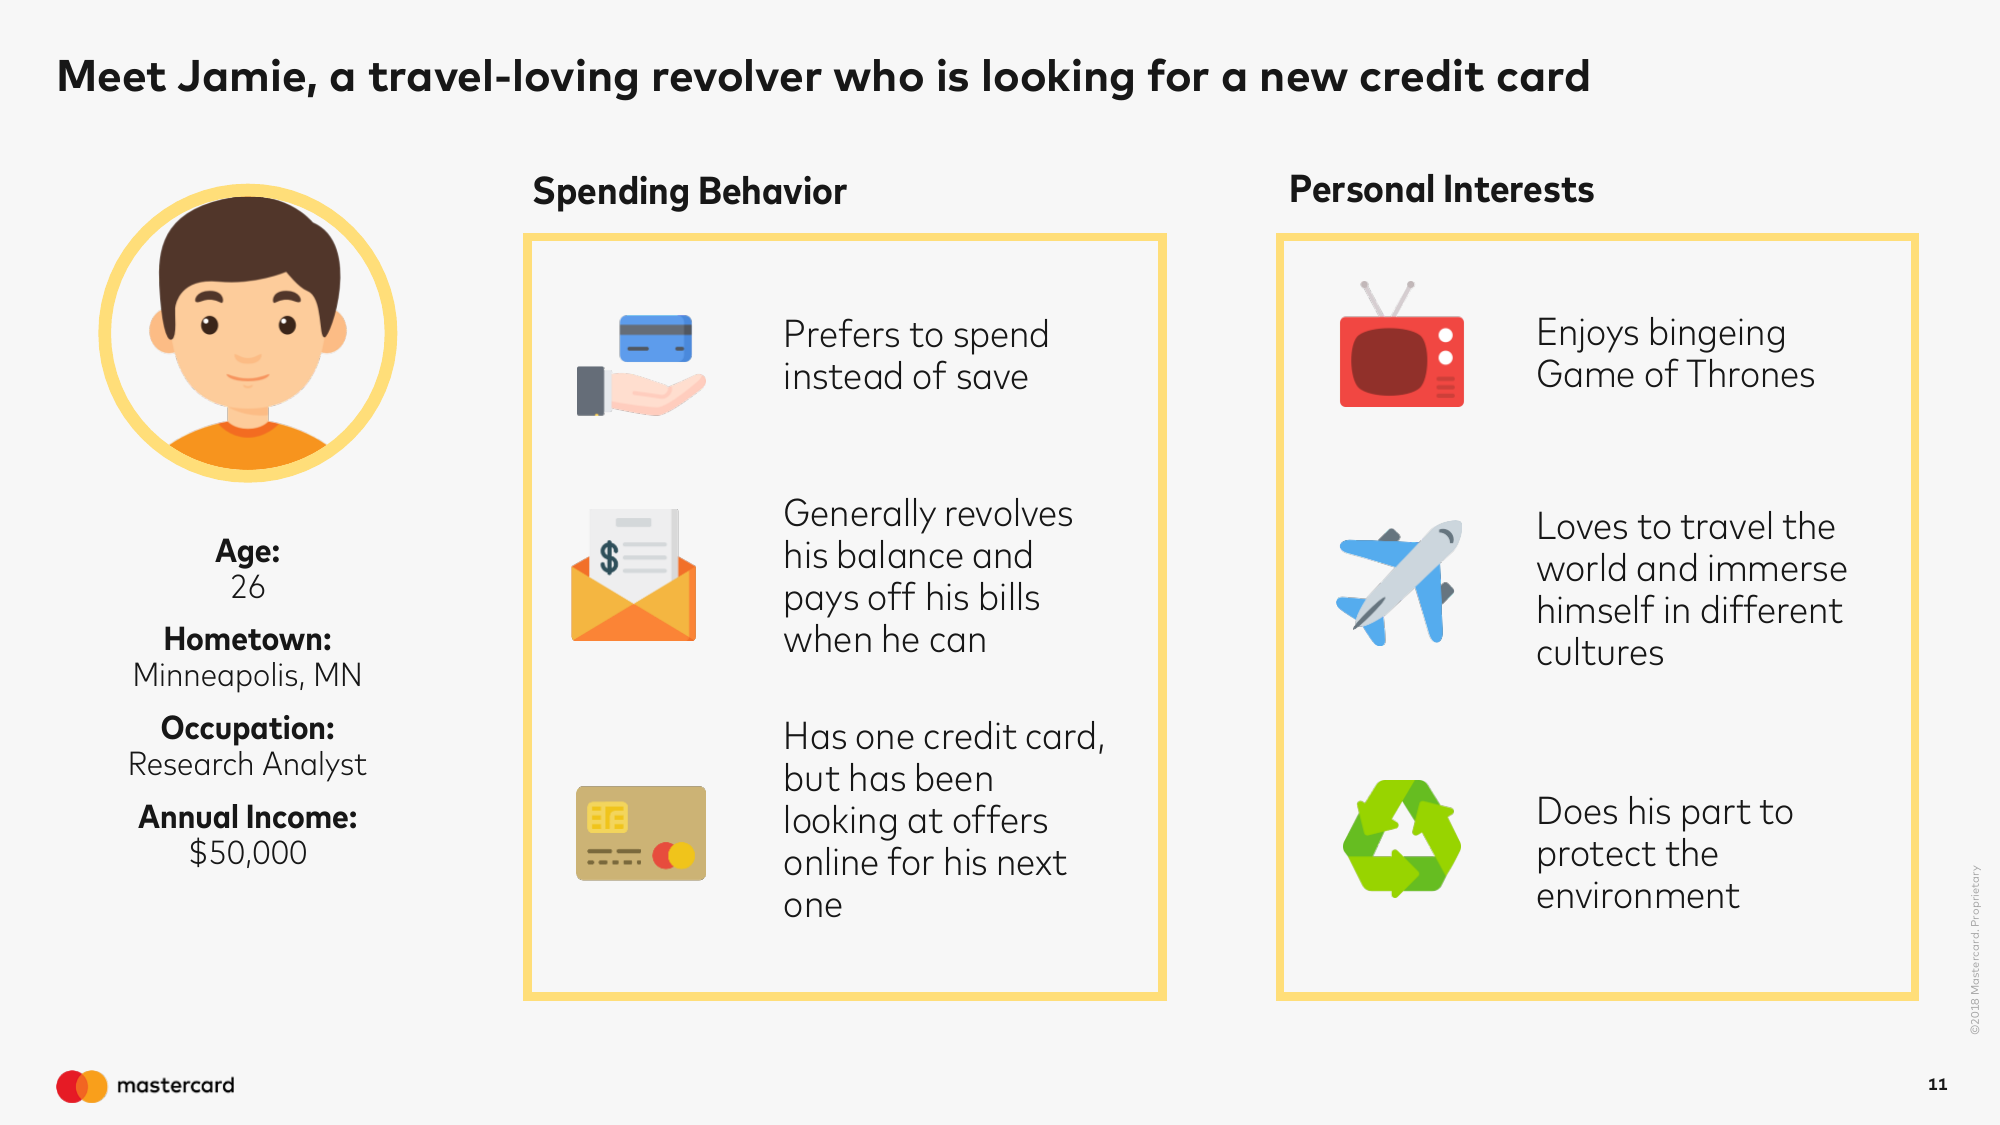 Meet Jamie, a travel-loving revolver who is looking for a new credit card
Age:
26
Hometown:
Minneapolis, MN
Occupation:
Research Analyst
Annual Income:
$50,000
Spending Behavior
Prefers to spend
instead of save
$
Generally revolves
his balance and
pays off his bills
when he can
Has one credit card,
but has been
looking at offers
online for his next
one
Personal Interests
Enjoys bingeing
Game of Thrones
Loves to travel the
world and immerse
himself in different
cultures
Does his part to
protect the
environment
©2018 Mastercard. Proprietary
mastercard
11